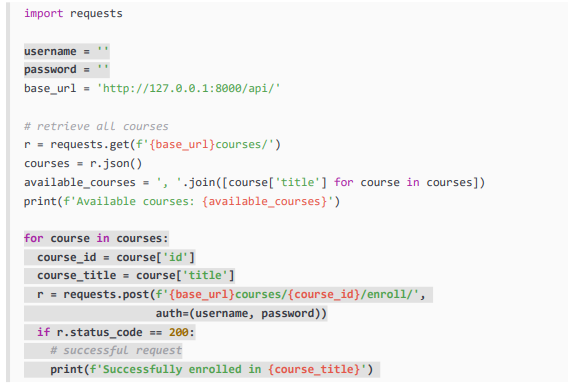 import requests
username = ''
password = ''
base_url = 'http://127.0.0.1:8000/api/'
# retrieve all courses
r = requests.get(f'{base_url}courses/')
courses = r.json()
available_courses = ', '.join([course['title'] for course in courses])
print(f'Available courses: {available_courses}')
for course in courses:
  course_id = course['id']
  course_title = course['title']
  r = requests.post(f'{base_url}courses/{course_id}/enroll/',
                    auth=(username, password))
  if r.status_code == 200:
    # successful request
    print(f'Successfully enrolled in {course_title}')